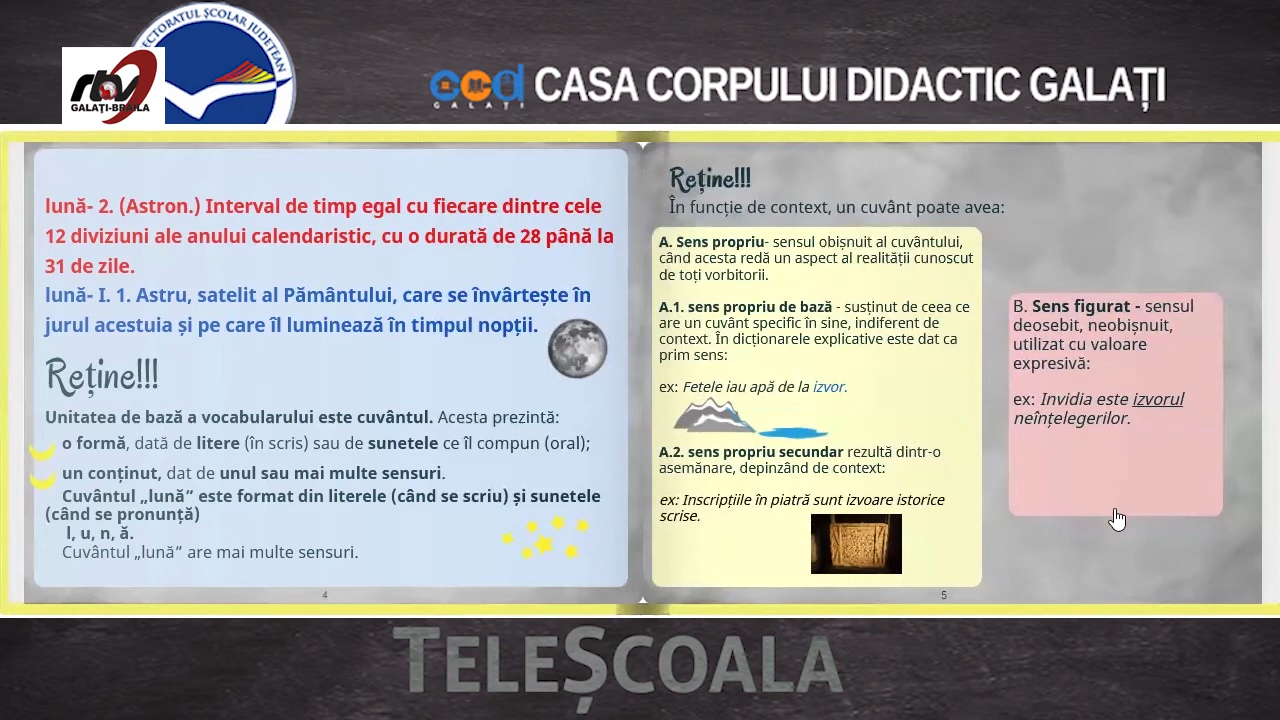 ECTORATUL ȘCOLAR JUDEȚEAN
rtv
GALAȚI-BRĂILA
ccd
GALAȚI
CASA CORPULUI DIDACTIC GALAȚI
lună- 2. (Astron.) Interval de timp egal cu fiecare dintre cele
12 diviziuni ale anului calendaristic, cu o durată de 28 până la
31 de zile.
lună- I. 1. Astru, satelit al Pământului, care se învârtește în
jurul acestuia și pe care îl luminează în timpul nopții.
Reține!!!
Unitatea de bază a vocabularului este cuvântul. Acesta prezintă:
o formă, dată de litere (în scris) sau de sunetele ce îl compun (oral);
un conținut, dat de unul sau mai multe sensuri.
Cuvântul „lună” este format din literele (când se scriu) și sunetele
(când se pronunță)
l, u, n, ă.
Cuvântul „lună” are mai multe sensuri.
4
Reține!!!
În funcție de context, un cuvânt poate avea:
A. Sens propriu- sensul obișnuit al cuvântului,
când acesta redă un aspect al realității cunoscut
de toți vorbitorii.
A.1. sens propriu de bază - susținut de ceea ce
are un cuvânt specific în sine, indiferent de
context. În dicționarele explicative este dat ca
prim sens:
ex: Fetele iau apă de la izvor.
A.2. sens propriu secundar rezultă dintr-o
asemănare, depinzând de context:
ex: Inscripțiile în piatră sunt izvoare istorice
scrise.
B. Sens figurat - sensul
deosebit, neobișnuit,
utilizat cu valoare
expresivă:
ex: Invidia este izvorul
neînțelegerilor.
5
TELEȘCOALA